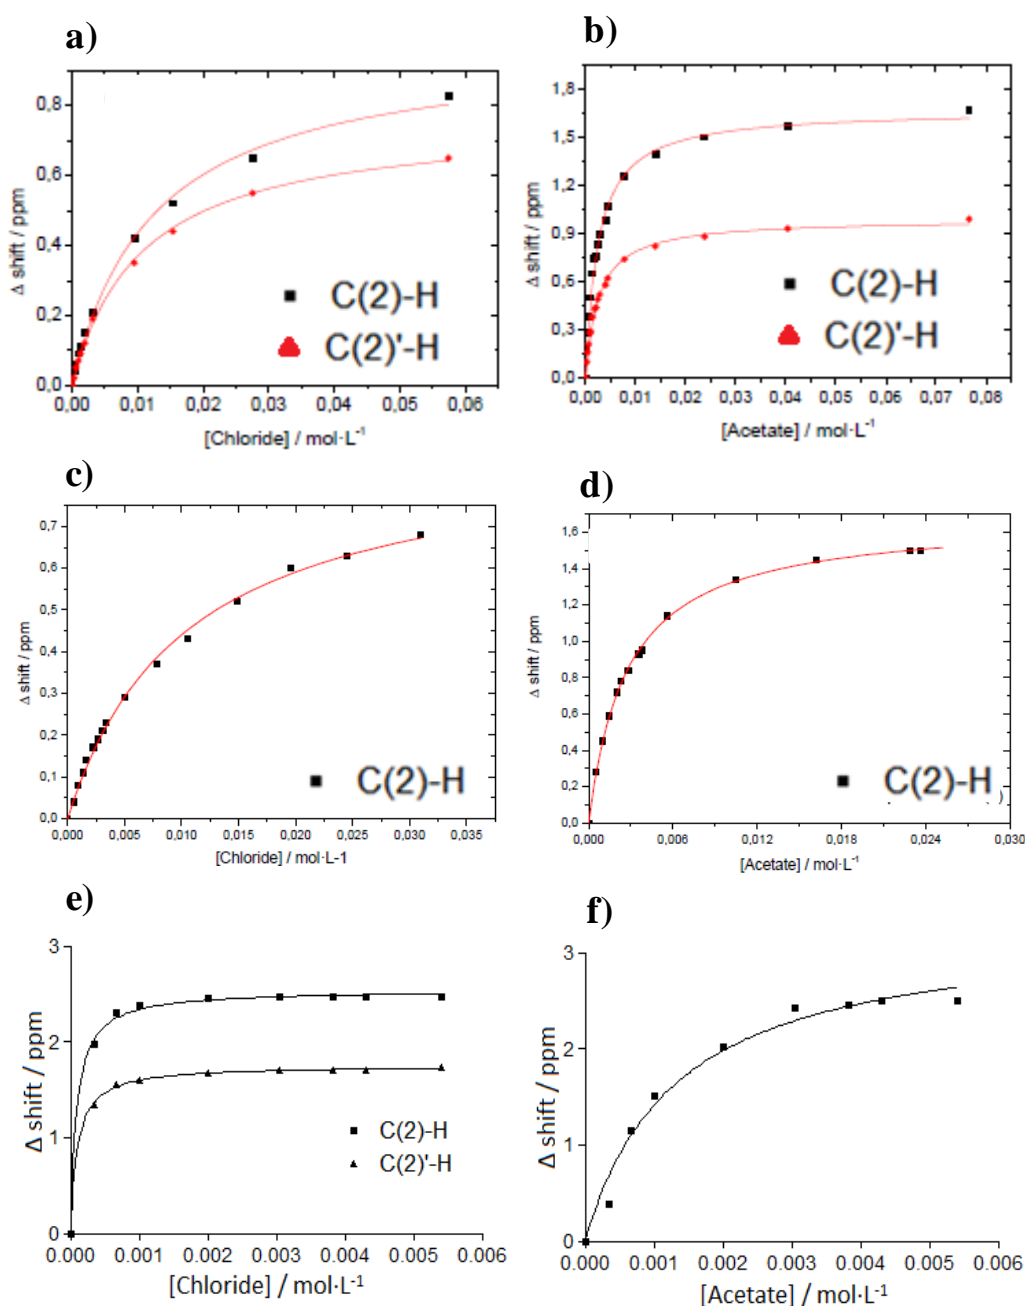 a)
0,8
0,6
0,4
0,2
0,0
Δ shift / ppm
C(2)-H
C(2)'-H
0,00 0,01 0,02 0,03 0,04 0,05 0,06
[Chloride] / mol·L⁻¹
b)
1,8
1,5
1,2
0,9
0,6
0,3
0,0
Δ shift / ppm
C(2)-H
C(2)'-H
0,00 0,01 0,02 0,03 0,04 0,05 0,06 0,07 0,08
[Acetate] / mol·L⁻¹
c)
0,7
0,6
0,5
0,4
0,3
0,2
0,1
0,0
Δ shift / ppm
C(2)-H
0,000 0,005 0,010 0,015 0,020 0,025 0,030 0,035
[Chloride] / mol·L-1
d)
1,6
1,4
1,2
1,0
0,8
0,6
0,4
0,2
0,0
Δ shift / ppm
C(2)-H
0,000 0,006 0,012 0,018 0,024 0,030
[Acetate] / mol·L⁻¹
e)
3
2
1
0
Δ shift / ppm
C(2)-H
C(2)'-H
0.000 0.001 0.002 0.003 0.004 0.005 0.006
[Chloride] / mol·L⁻¹
f)
3
2
1
0
Δ shift / ppm
0.000 0.001 0.002 0.003 0.004 0.005 0.006
[Acetate] / mol·L⁻¹